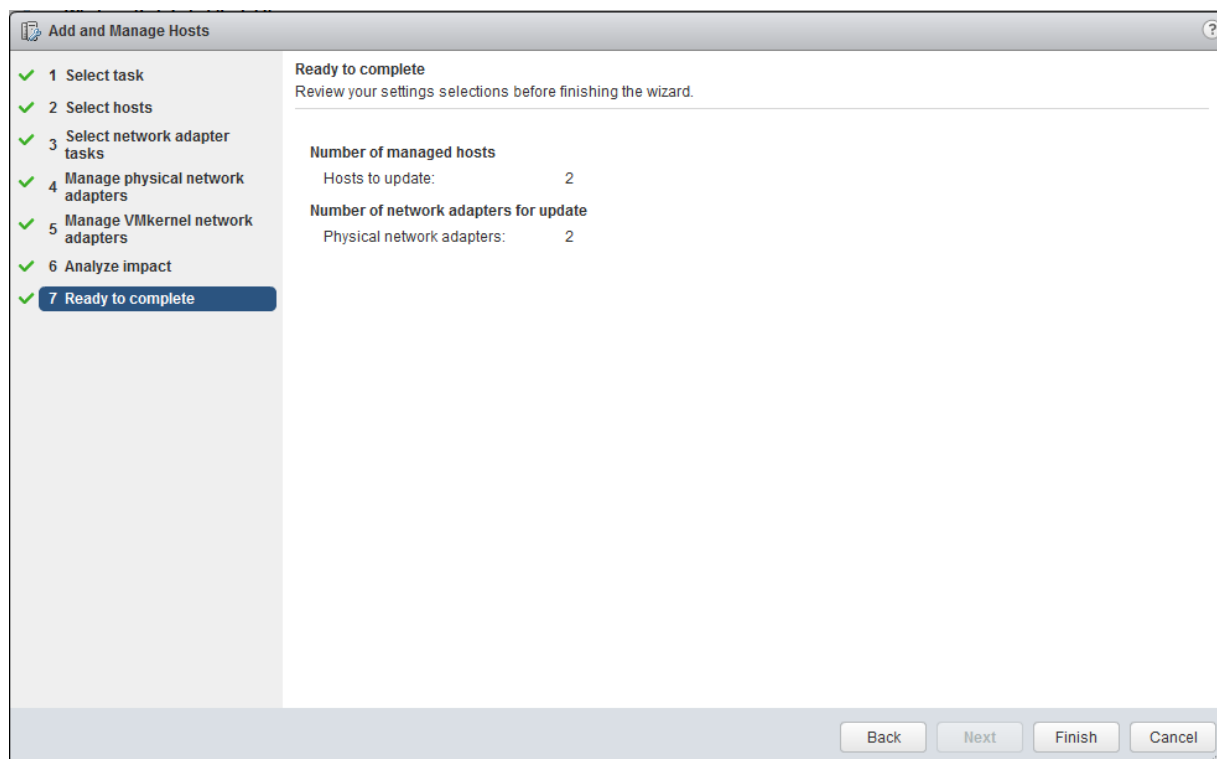 Add and Manage Hosts
?
1 Select task
2 Select hosts
3 Select network adapter
tasks
4 Manage physical network
adapters
5 Manage VMkernel network
adapters
6 Analyze impact
7 Ready to complete
Ready to complete
Review your settings selections before finishing the wizard.
Number of managed hosts
Hosts to update: 2
Number of network adapters for update
Physical network adapters: 2
Back Next Finish Cancel